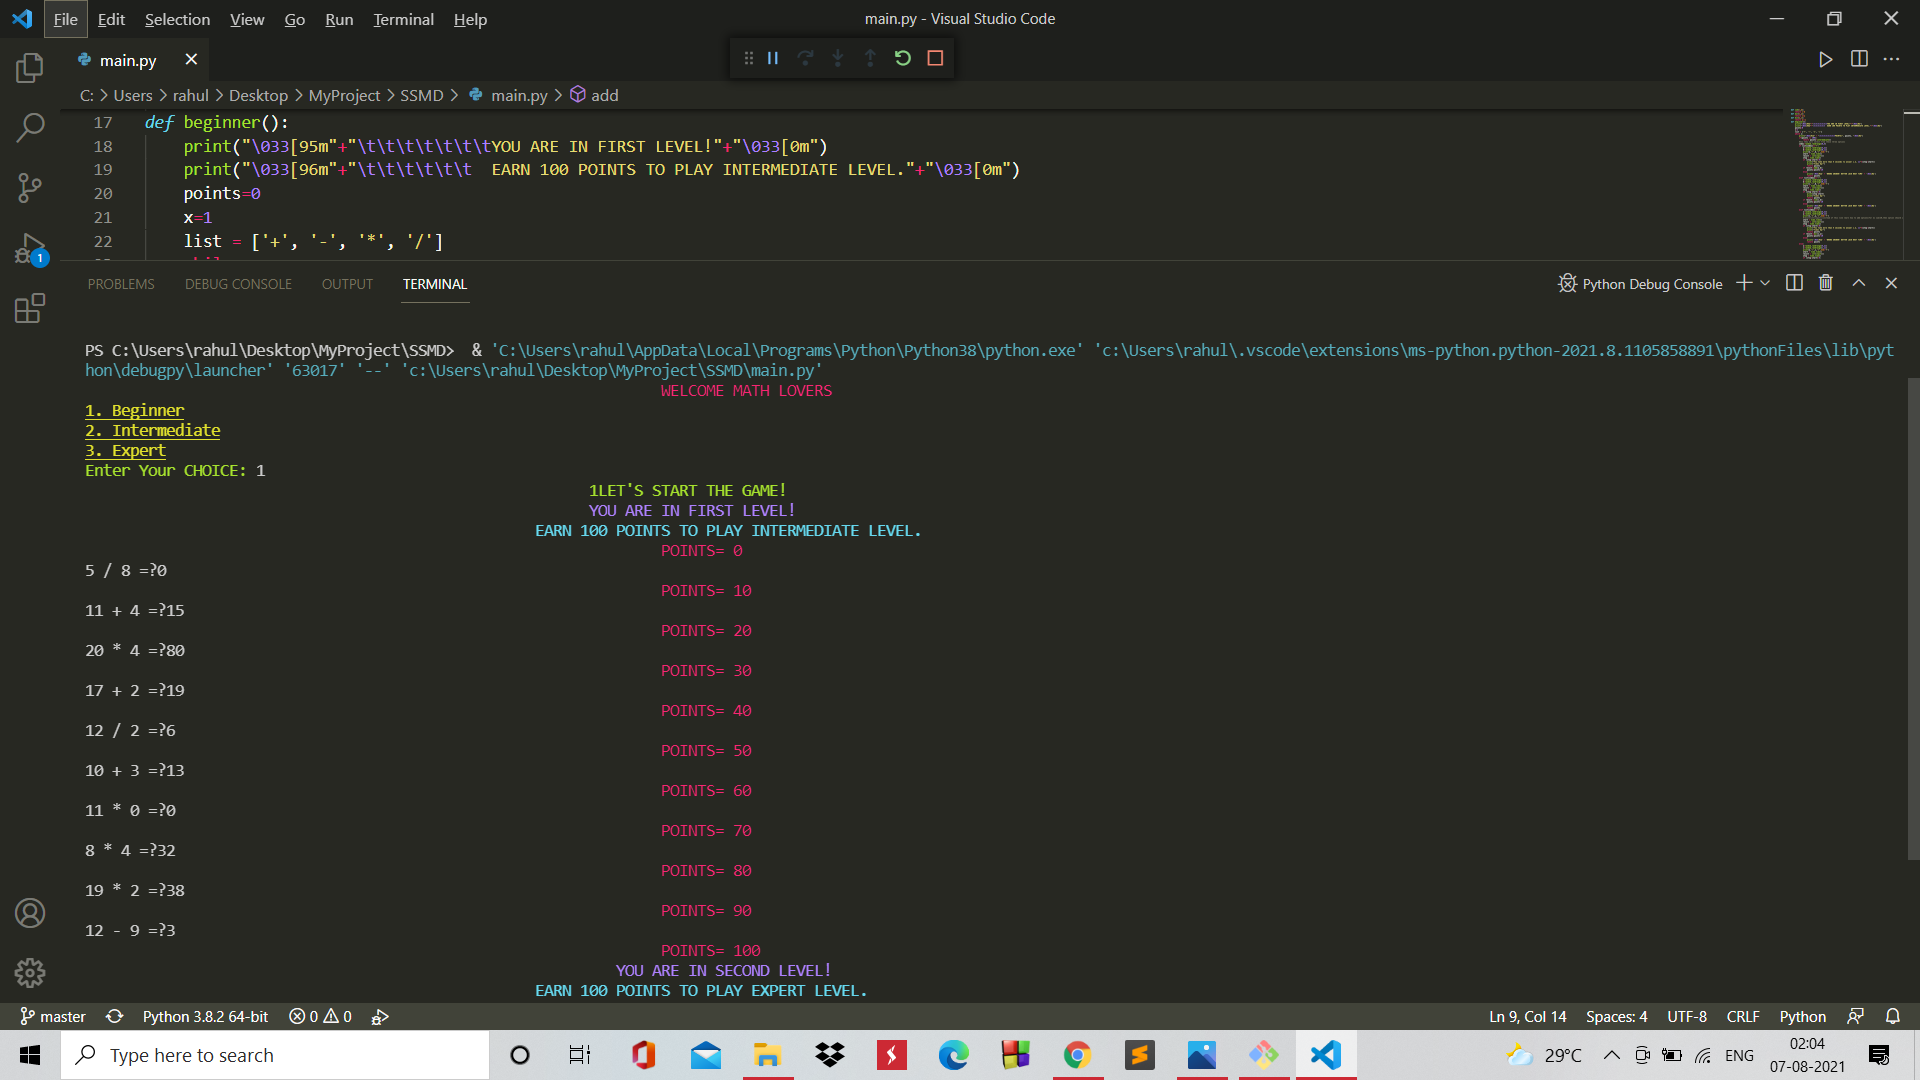 File Edit Selection View Go Run Terminal Help main.py - Visual Studio Code
main.py
C: > Users > rahul > Desktop > MyProject > SSMD > main.py > add
17 def beginner():
18 print("\033[95m"+"\t\t\t\t\t\t\tYOU ARE IN FIRST LEVEL!"+"\033[0m")
19 print("\033[96m"+"\t\t\t\t\t\t  EARN 100 POINTS TO PLAY INTERMEDIATE LEVEL."+"\033[0m")
20 points=0
21 x=1
22 list = ['+', '-', '*', '/']
PROBLEMS DEBUG CONSOLE OUTPUT TERMINAL Python Debug Console
1
PS C:\Users\rahul\Desktop\MyProject\SSMD>  & 'C:\Users\rahul\AppData\Local\Programs\Python\Python38\python.exe' 'c:\Users\rahul\.vscode\extensions\ms-python.python-2021.8.1105858891\pythonFiles\lib\pyt
hon\debugpy\launcher' '63017' '--' 'c:\Users\rahul\Desktop\MyProject\SSMD\main.py'
WELCOME MATH LOVERS
1. Beginner
2. Intermediate
3. Expert
Enter Your CHOICE: 1
1LET'S START THE GAME!
YOU ARE IN FIRST LEVEL!
EARN 100 POINTS TO PLAY INTERMEDIATE LEVEL.
POINTS= 0
5 / 8 =?0
POINTS= 10
11 + 4 =?15
POINTS= 20
20 * 4 =?80
POINTS= 30
17 + 2 =?19
POINTS= 40
12 / 2 =?6
POINTS= 50
10 + 3 =?13
POINTS= 60
11 * 0 =?0
POINTS= 70
8 * 4 =?32
POINTS= 80
19 * 2 =?38
POINTS= 90
12 - 9 =?3
POINTS= 100
YOU ARE IN SECOND LEVEL!
EARN 100 POINTS TO PLAY EXPERT LEVEL.
master Python 3.8.2 64-bit 0 0 Ln 9, Col 14 Spaces: 4 UTF-8 CRLF Python
Type here to search 29°C ENG 02:04
07-08-2021